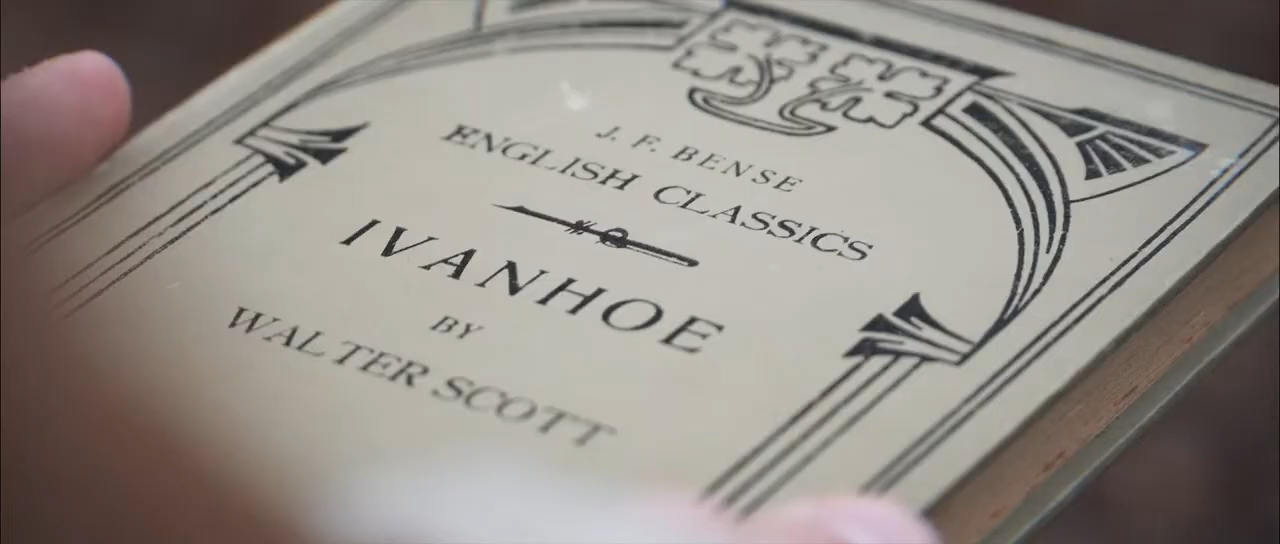 J. F. BENSE
ENGLISH CLASSICS
IVANHOE
BY
WALTER SCOTT